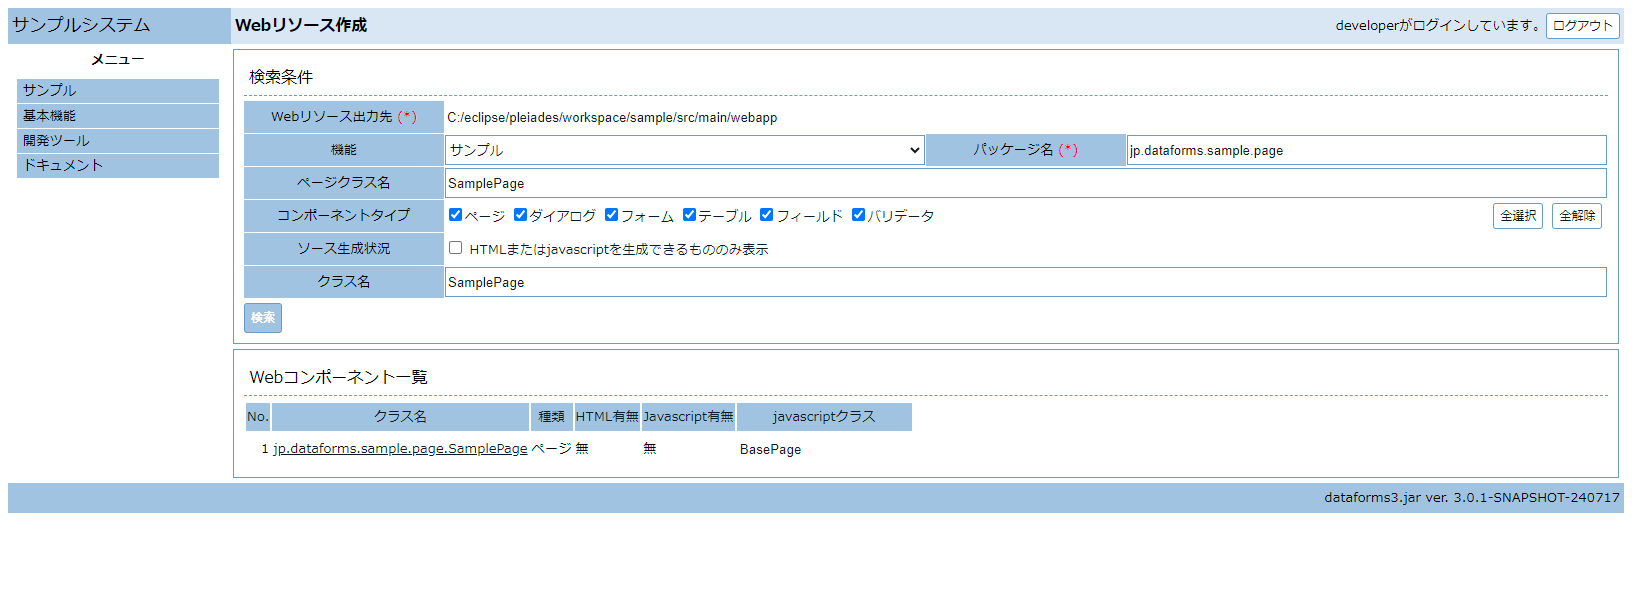 サンプルシステム Webリソース作成 developerがログインしています。 ログアウト
メニュー
サンプル
基本機能
開発ツール
ドキュメント
検索条件
Webリソース出力先 (*) C:/eclipse/pleiades/workspace/sample/src/main/webapp
機能 サンプル パッケージ名 (*) jp.dataforms.sample.page
ページクラス名 SamplePage
コンポーネントタイプ ページ ダイアログ フォーム テーブル フィールド バリデータ 全選択 全解除
ソース生成状況 HTMLまたはjavascriptを生成できるもののみ表示
クラス名 SamplePage
検索
Webコンポーネント一覧
No. クラス名 種類 HTML有無 Javascript有無 javascriptクラス
1 jp.dataforms.sample.page.SamplePage ページ 無 無 BasePage
dataforms3.jar ver. 3.0.1-SNAPSHOT-240717